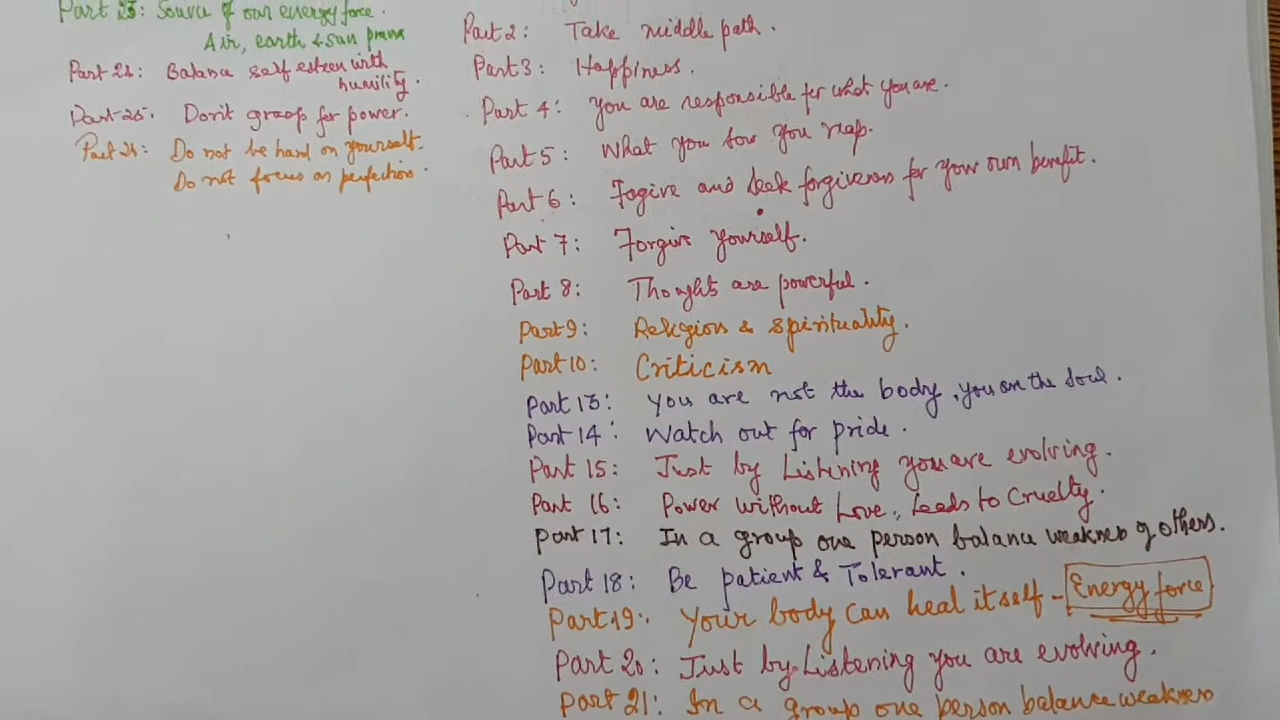 Part 23: Source of our energy force.
Air, earth & sun prana
Part 24: Balance self esteem with
humility.
Part 25: Don't grasp for power.
Part 26: Do not be hard on yourself.
Do not focus on perfection.
Part 2: Take middle path.
Part 3: Happiness.
Part 4: You are responsible for what you are.
Part 5: What you sow you reap.
Part 6: Fogive and seek forgiveness for your own benefit.
Part 7: Forgive yourself.
Part 8: Thoughts are powerful.
Part 9: Religion & spirituality.
Part 10: Criticism
Part 13: You are not the body, you are the soul.
Part 14: Watch out for pride.
Part 15: Just by Listening you are evolving.
Part 16: Power without Love, Leads to Cruelty.
Part 17: In a group one person balance weakness of others.
Part 18: Be patient & Tolerant.
Part 19: Your body can heal itself - Energy force
Part 20: Just by Listening you are evolving.
Part 21: In a group one person balance weakness